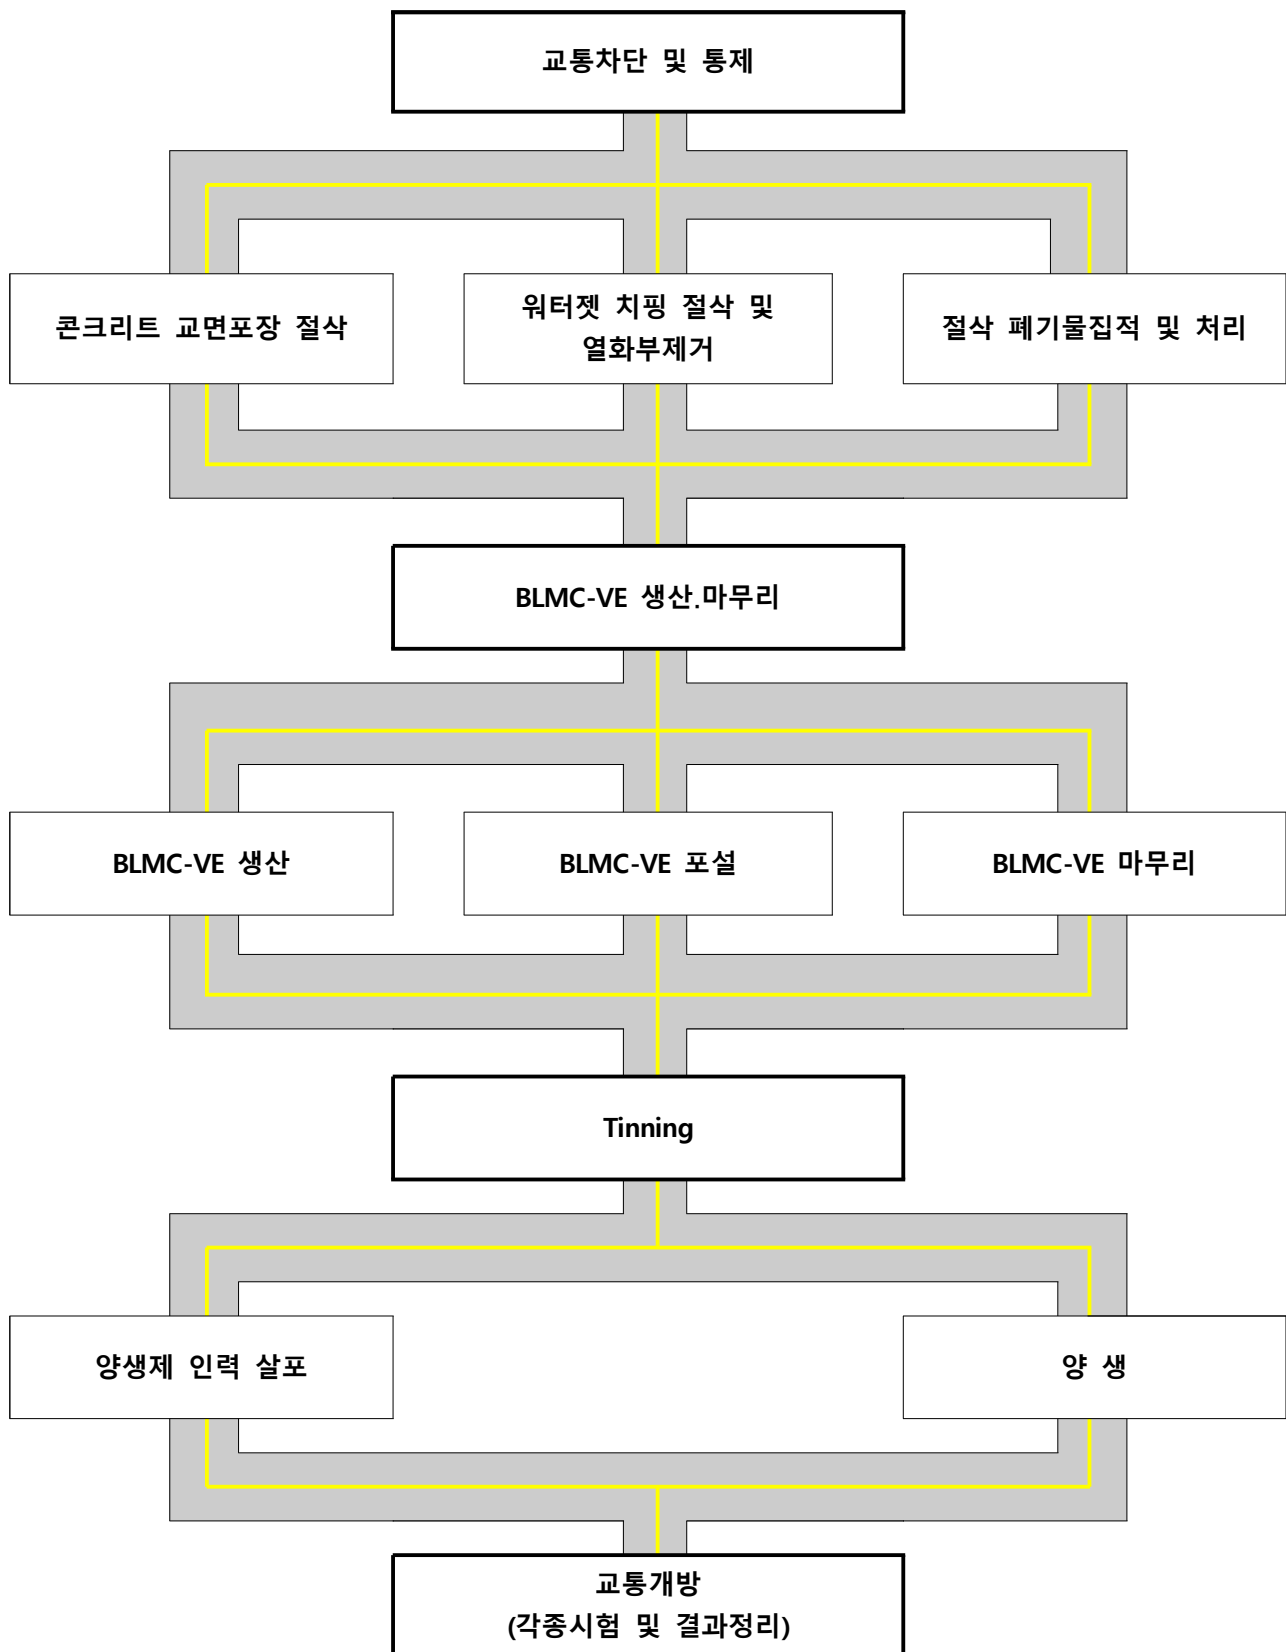 교통차단 및 통제
콘크리트 교면포장 절삭
워터젯 치핑 절삭 및
열화부제거
절삭 폐기물집적 및 처리
BLMC-VE 생산.마무리
BLMC-VE 생산
BLMC-VE 포설
BLMC-VE 마무리
Tinning
양생제 인력 살포
양 생
교통개방
(각종시험 및 결과정리)